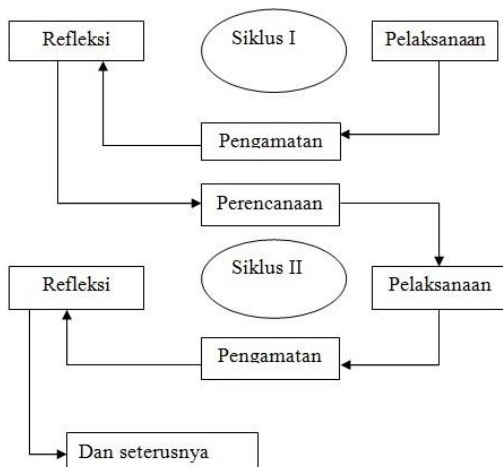 Refleksi
Siklus I
Pelaksanaan
Pengamatan
Perencanaan
Refleksi
Siklus II
Pelaksanaan
Pengamatan
Dan seterusnya